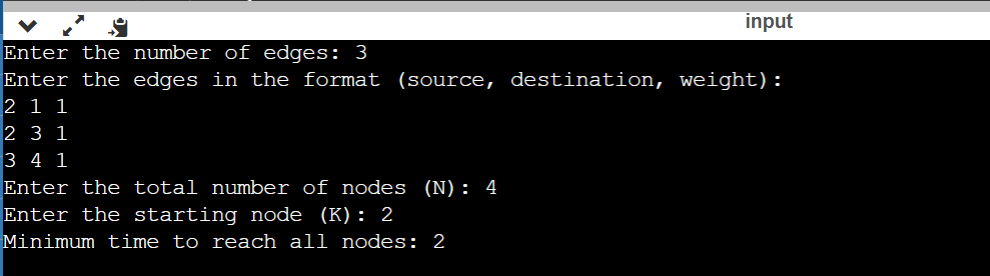 input
Enter the number of edges: 3
Enter the edges in the format (source, destination, weight):
2 1 1
2 3 1
3 4 1
Enter the total number of nodes (N): 4
Enter the starting node (K): 2
Minimum time to reach all nodes: 2